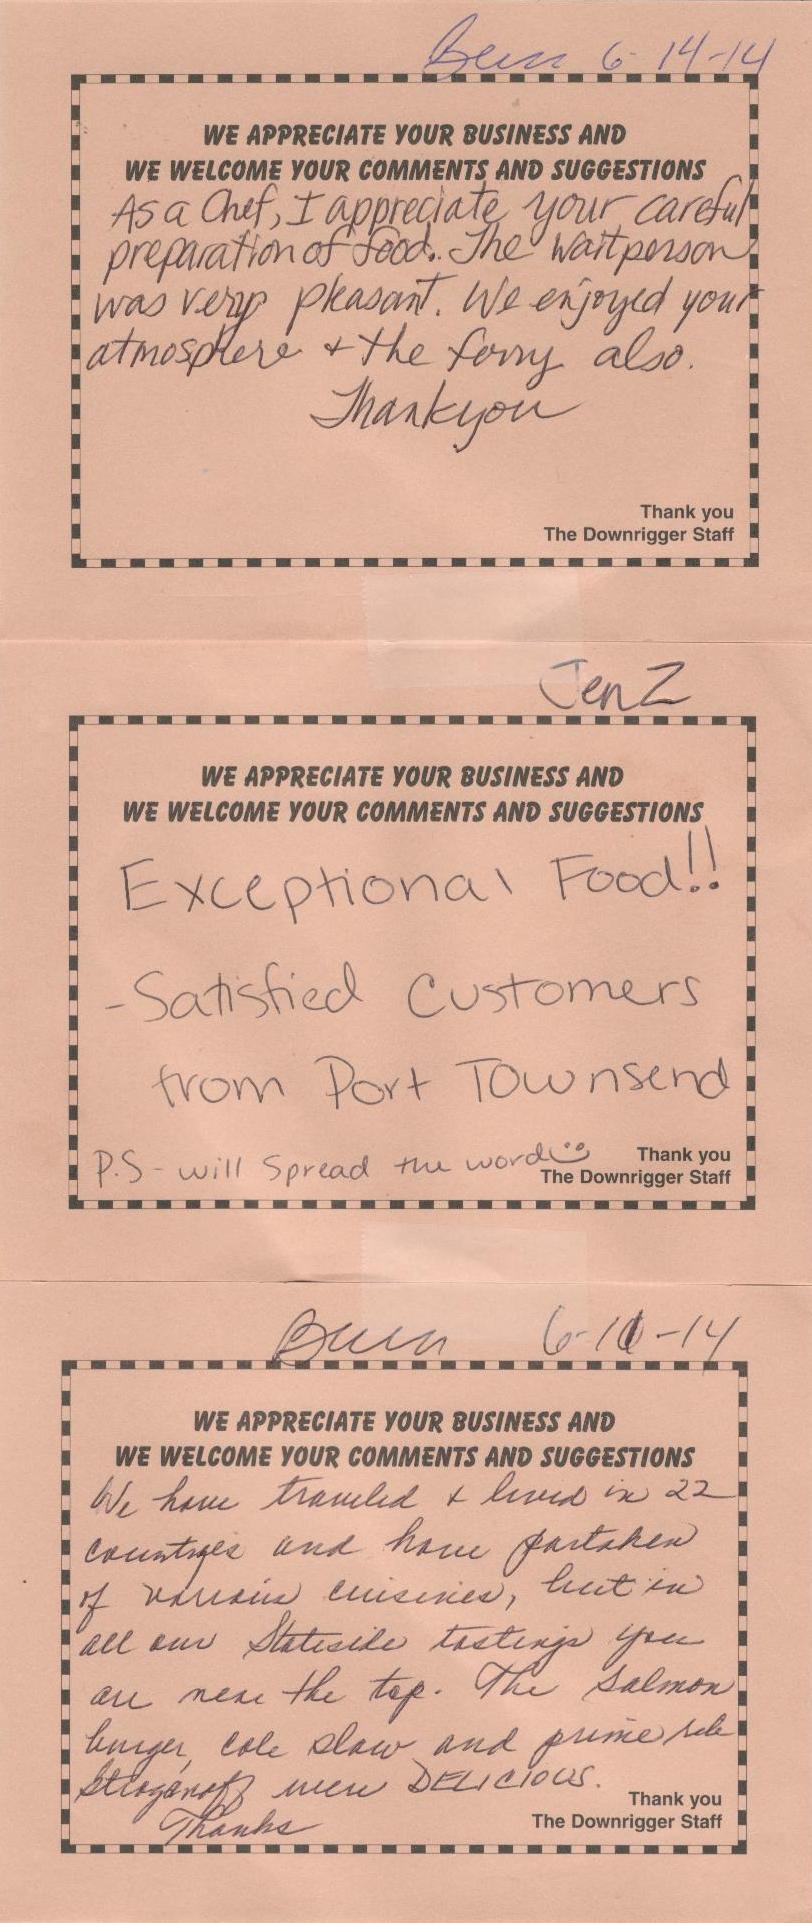 6-14-14
WE APPRECIATE YOUR BUSINESS AND
WE WELCOME YOUR COMMENTS AND SUGGESTIONS
As a Chef, I appreciate your careful
preparation of food. The waitperson
was very pleasant. We enjoyed your
atmosphere + the ferry also.
Thankyou
Thank you
The Downrigger Staff
Jen Z
WE APPRECIATE YOUR BUSINESS AND
WE WELCOME YOUR COMMENTS AND SUGGESTIONS
Exceptional Food!!
- Satisfied Customers
from Port Townsend
P.S - will Spread the word
Thank you
The Downrigger Staff
WE APPRECIATE YOUR BUSINESS AND
WE WELCOME YOUR COMMENTS AND SUGGESTIONS
We have traveled & lived in 22
countries and have partaken
of various cuisines, but in
all our Stateside tastings you
are near the top. The Salmon
burger, cole slaw and prime rib
Stroganoff were DELICIOUS.
Thanks
Thank you
The Downrigger Staff